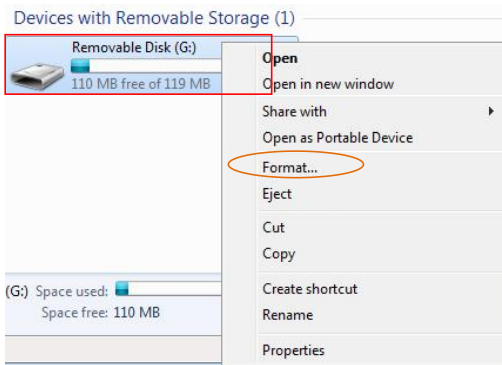 Devices with Removable Storage (1)
Removable Disk (G:)
110 MB free of 119 MB
Open
Open in new window
Share with
Open as Portable Device
Format...
Eject
Cut
Copy
Create shortcut
Rename
Properties
(G:) Space used:
Space free: 110 MB